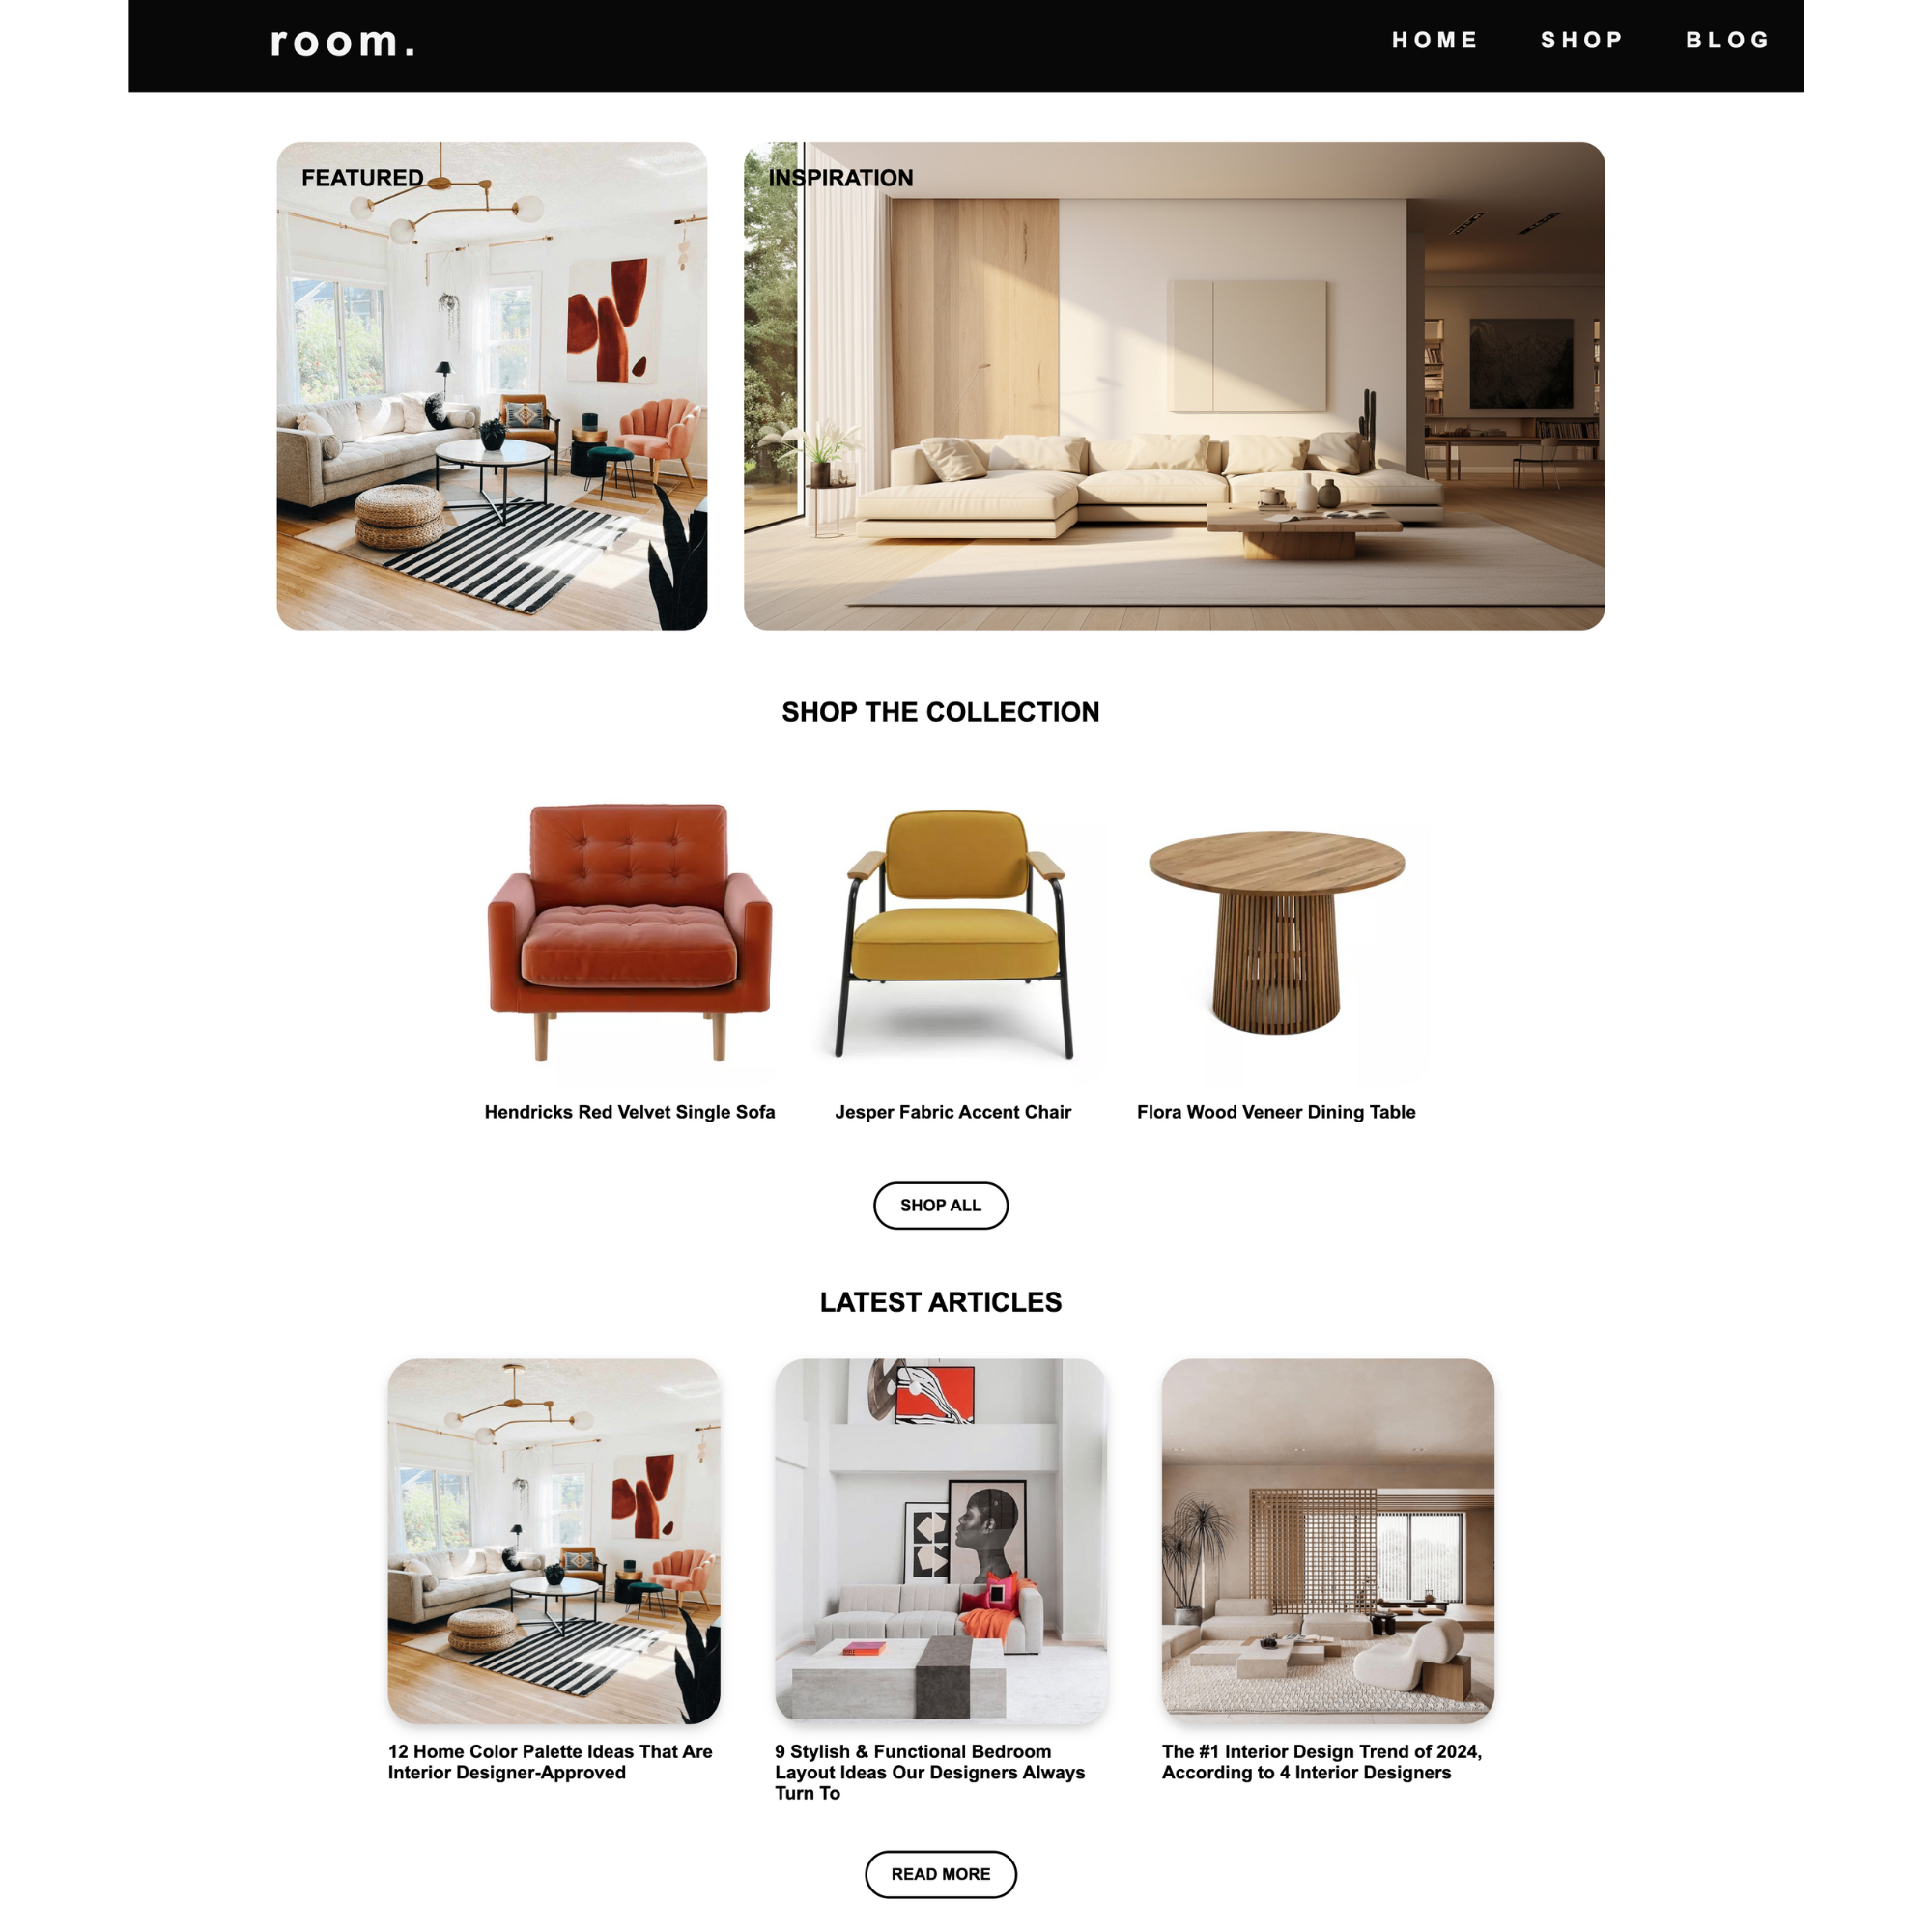 room.
HOME SHOP BLOG
FEATURED
INSPIRATION
SHOP THE COLLECTION
Hendricks Red Velvet Single Sofa
Jesper Fabric Accent Chair
Flora Wood Veneer Dining Table
SHOP ALL
LATEST ARTICLES
12 Home Color Palette Ideas That Are
Interior Designer-Approved
9 Stylish & Functional Bedroom
Layout Ideas Our Designers Always
Turn To
The #1 Interior Design Trend of 2024,
According to 4 Interior Designers
READ MORE